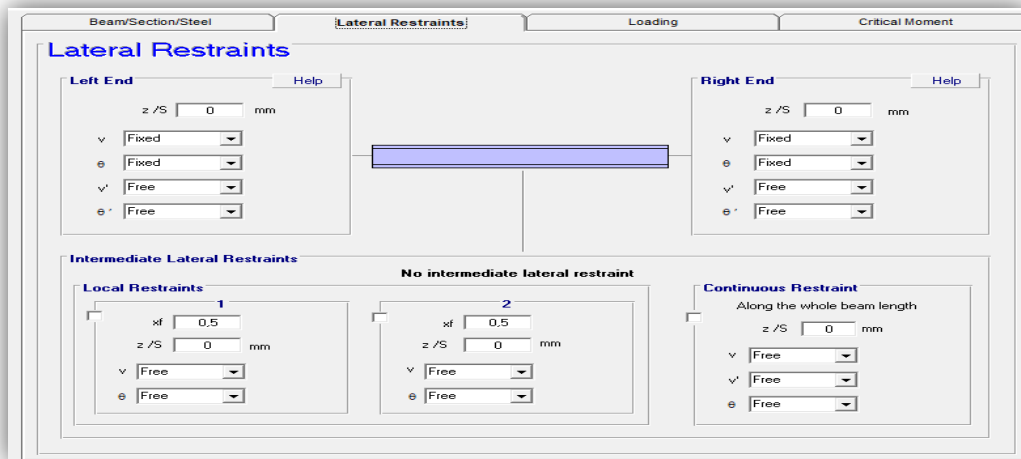 Beam/Section/Steel Lateral Restraints Loading Critical Moment
Lateral Restraints
Left End Help
z /S 0 mm
v Fixed
θ Fixed
v' Free
θ ' Free
Right End Help
z /S 0 mm
v Fixed
θ Fixed
v' Free
θ ' Free
Intermediate Lateral Restraints
No intermediate lateral restraint
Local Restraints
1
xf 0,5
z /S 0 mm
v Free
θ Free
2
xf 0,5
z /S 0 mm
v Free
θ Free
Continuous Restraint
Along the whole beam length
z /S 0 mm
v Free
v' Free
θ Free